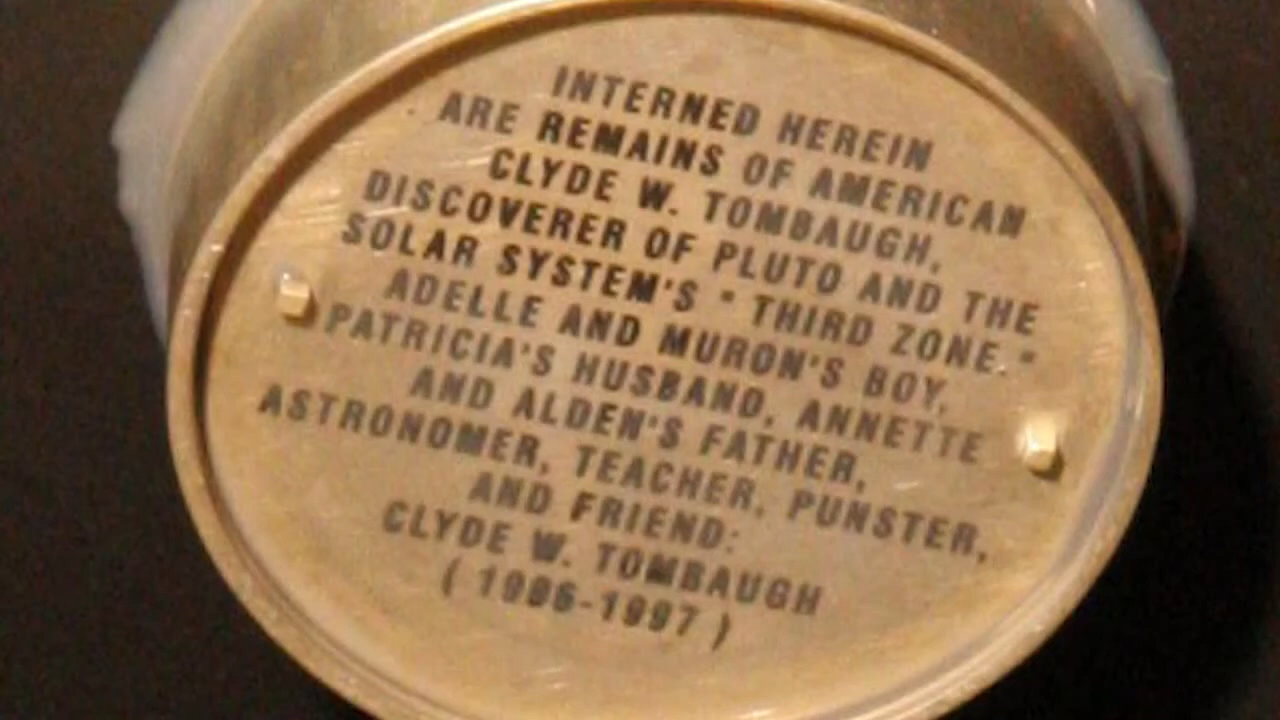 INTERNED HEREIN
ARE REMAINS OF AMERICAN
CLYDE W. TOMBAUGH,
DISCOVERER OF PLUTO AND THE
SOLAR SYSTEM'S "THIRD ZONE."
ADELLE AND MURON'S BOY,
PATRICIA'S HUSBAND, ANNETTE
AND ALDEN'S FATHER,
ASTRONOMER, TEACHER, PUNSTER,
AND FRIEND:
CLYDE W. TOMBAUGH
(1906-1997)